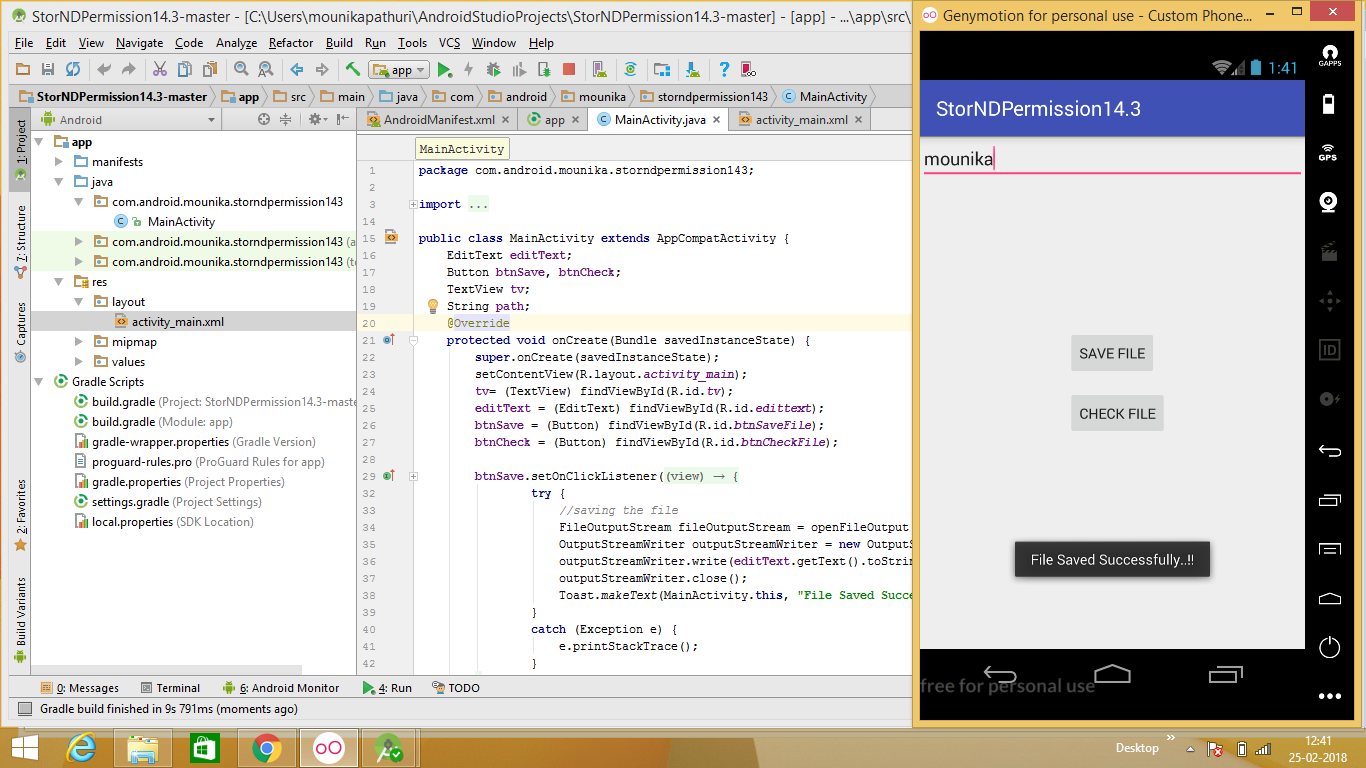 StorNDPermission14.3-master - [C:\Users\mounikapathuri\AndroidStudioProjects\StorNDPermission14.3-master] - [app] - ...\app\src\
File Edit View Navigate Code Analyze Refactor Build Run Tools VCS Window Help
app
StorNDPermission14.3-master app src main java com android mounika storndpermission143 MainActivity
Android
AndroidManifest.xml app MainActivity.java activity_main.xml
1: Project
Z: Structure
Captures
2: Favorites
Build Variants
app
manifests
java
com.android.mounika.storndpermission143
MainActivity
com.android.mounika.storndpermission143 (a
com.android.mounika.storndpermission143 (t
res
layout
activity_main.xml
mipmap
values
Gradle Scripts
build.gradle (Project: StorNDPermission14.3-maste
build.gradle (Module: app)
gradle-wrapper.properties (Gradle Version)
proguard-rules.pro (ProGuard Rules for app)
gradle.properties (Project Properties)
settings.gradle (Project Settings)
local.properties (SDK Location)
MainActivity
1 package com.android.mounika.storndpermission143;
2
3 import ...
14
15 public class MainActivity extends AppCompatActivity {
16 EditText editText;
17 Button btnSave, btnCheck;
18 TextView tv;
19 String path;
20 @Override
21 protected void onCreate(Bundle savedInstanceState) {
22 super.onCreate(savedInstanceState);
23 setContentView(R.layout.activity_main);
24 tv= (TextView) findViewById(R.id.tv);
25 editText = (EditText) findViewById(R.id.edittext);
26 btnSave = (Button) findViewById(R.id.btnSaveFile);
27 btnCheck = (Button) findViewById(R.id.btnCheckFile);
28
29 btnSave.setOnClickListener((view) → {
32 try {
33 //saving the file
34 FileOutputStream fileOutputStream = openFileOutput
35 OutputStreamWriter outputStreamWriter = new OutputS
36 outputStreamWriter.write(editText.getText().toStrin
37 outputStreamWriter.close();
38 Toast.makeText(MainActivity.this, "File Saved Succe
39 }
40 catch (Exception e) {
41 e.printStackTrace();
42 }
0: Messages Terminal 6: Android Monitor 4: Run TODO
Gradle build finished in 9s 791ms (moments ago)
Genymotion for personal use - Custom Phone...
1:41
StorNDPermission14.3
mounika
SAVE FILE
CHECK FILE
File Saved Successfully..!!
free for personal use
GAPPS
GPS
ID
Desktop
12:41
25-02-2018